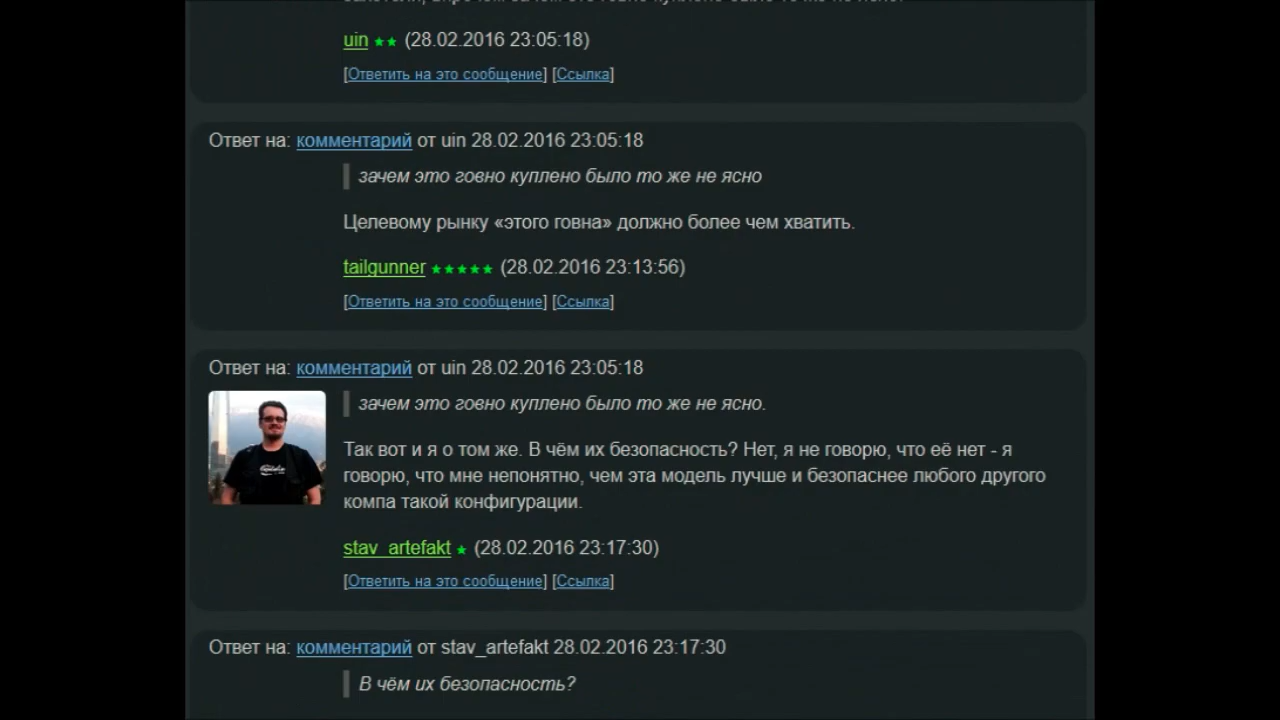 uin ★★ (28.02.2016 23:05:18)
[Ответить на это сообщение] [Ссылка]
Ответ на: комментарий от uin 28.02.2016 23:05:18
зачем это говно куплено было то же не ясно
Целевому рынку «этого говна» должно более чем хватить.
tailgunner ★★★★★ (28.02.2016 23:13:56)
[Ответить на это сообщение] [Ссылка]
Ответ на: комментарий от uin 28.02.2016 23:05:18
зачем это говно куплено было то же не ясно.
Так вот и я о том же. В чём их безопасность? Нет, я не говорю, что её нет - я
говорю, что мне непонятно, чем эта модель лучше и безопаснее любого другого
компа такой конфигурации.
stav_artefakt ★ (28.02.2016 23:17:30)
[Ответить на это сообщение] [Ссылка]
Ответ на: комментарий от stav_artefakt 28.02.2016 23:17:30
В чём их безопасность?